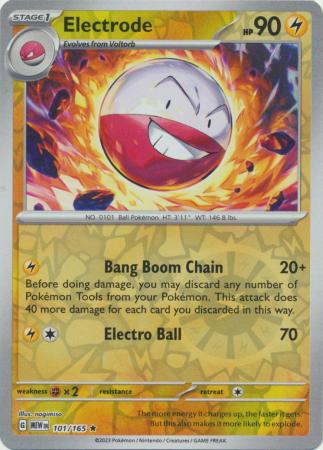 STAGE 1
Electrode
HP 90
Evolves from Voltorb
NO. 0101 Ball Pokémon HT: 3'11" WT: 146.8 lbs.
Bang Boom Chain 20+
Before doing damage, you may discard any number of
Pokémon Tools from your Pokémon. This attack does
40 more damage for each card you discarded in this way.
Electro Ball 70
weakness ×2 resistance retreat
Illus. nagimiso
G MEW EN 101/165 ★
The more energy it charges up, the faster it gets.
But this also makes it more likely to explode.
©2023 Pokémon / Nintendo / Creatures / GAME FREAK